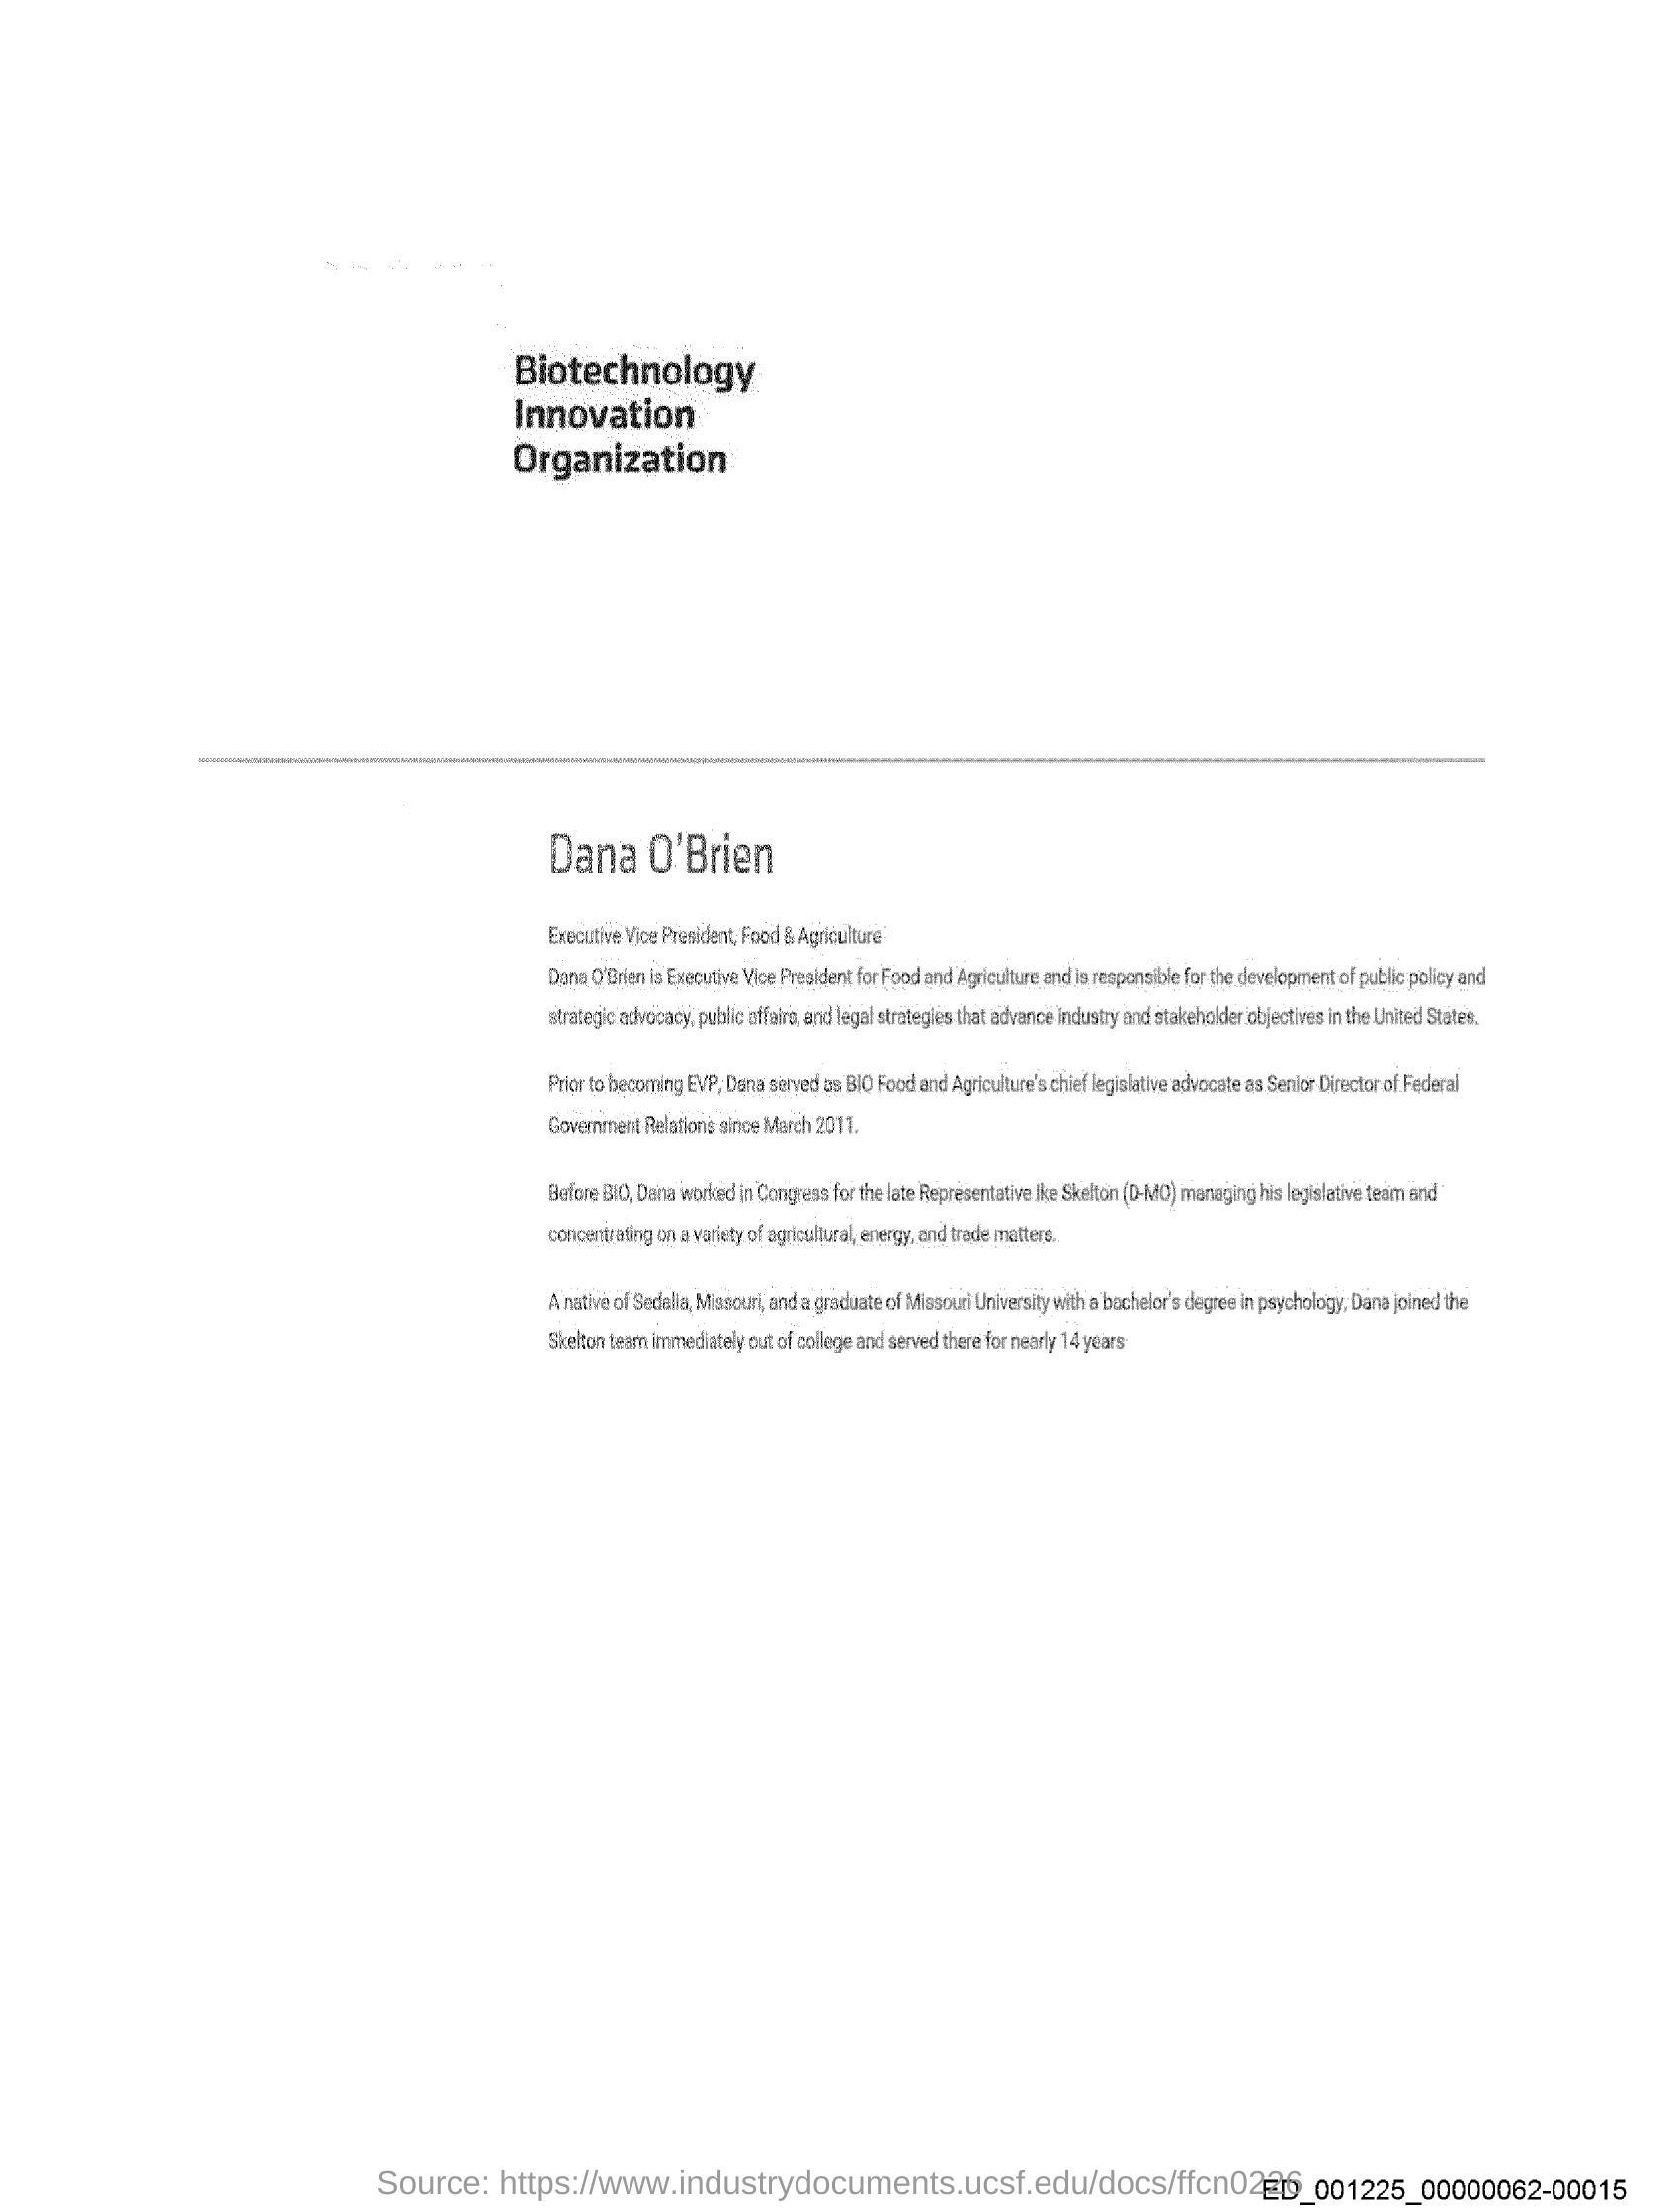 Biotechnology
Innovation
Organization
Dana O'Brien
Executive Vice President, Food & Agriculture
Dana O'Brien is Executive Vice President for Food and Agriculture and is responsible for the development of public policy and
strategic advocacy, public affairs, and legal strategies that advance industry and stakeholder objectives in the United States.
Prior to becoming EVP, Dana served as BIO Food and Agriculture's chief legislative advocate as Senior Director of Federal
Government Relations since March 2011.
Before BIO, Dana worked in Congress for the late Representative Ike Skelton (D-MO) managing his legislative team and
concentrating on a variety of agricultural, energy, and trade matters.
A native of Sedalia, Missouri, and a graduate of Missouri University with a bachelor's degree in psychology, Dana joined the
Skelton team immediately out of college and served there for nearly 14 years
Source: https://www.industrydocuments.ucsf.edu/docs/ffcn0226
ED_001225_00000062-00015